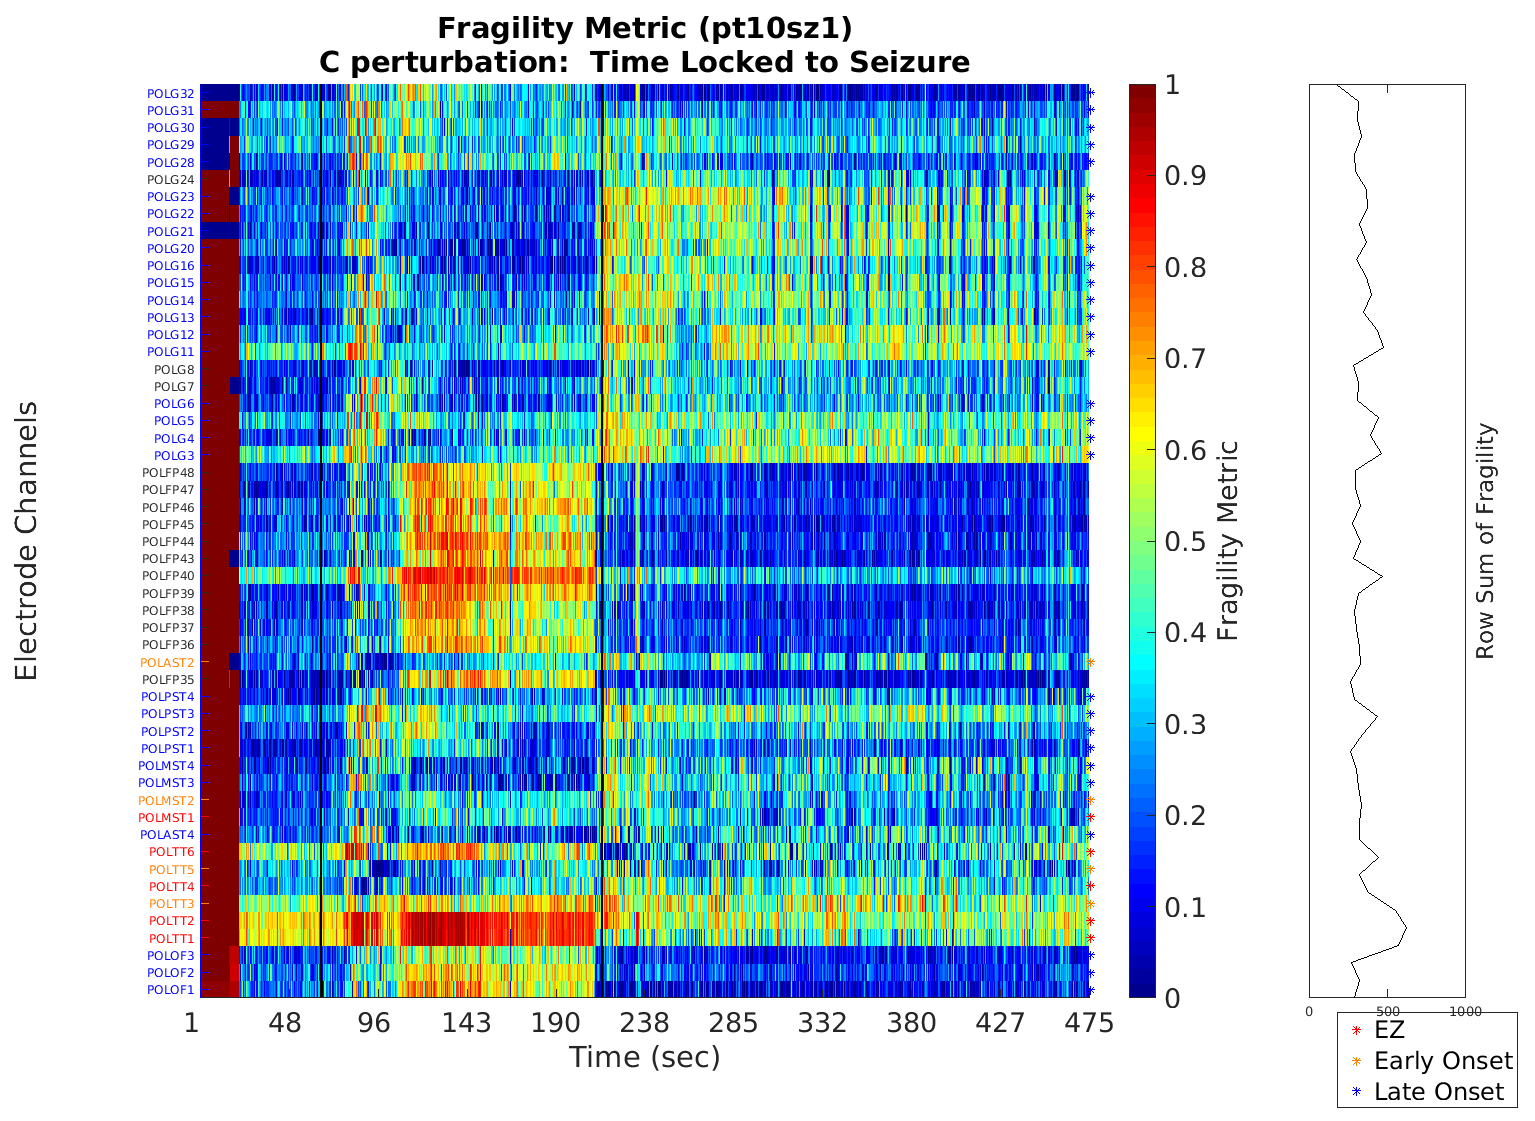 Fragility Metric (pt10sz1)
C perturbation:  Time Locked to Seizure
Electrode Channels
POLG32
POLG31
POLG30
POLG29
POLG28
POLG24
POLG23
POLG22
POLG21
POLG20
POLG16
POLG15
POLG14
POLG13
POLG12
POLG11
POLG8
POLG7
POLG6
POLG5
POLG4
POLG3
POLFP48
POLFP47
POLFP46
POLFP45
POLFP44
POLFP43
POLFP40
POLFP39
POLFP38
POLFP37
POLFP36
POLAST2
POLFP35
POLPST4
POLPST3
POLPST2
POLPST1
POLMST4
POLMST3
POLMST2
POLMST1
POLAST4
POLTT6
POLTT5
POLTT4
POLTT3
POLTT2
POLTT1
POLOF3
POLOF2
POLOF1
1 48 96 143 190 238 285 332 380 427 475
Time (sec)
1
0.9
0.8
0.7
0.6
0.5
0.4
0.3
0.2
0.1
0
Fragility Metric
0 500 1000
Row Sum of Fragility
EZ
Early Onset
Late Onset